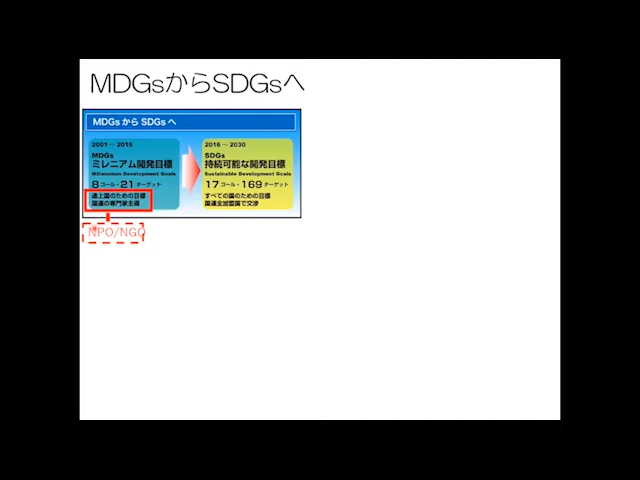 MDGsからSDGsへ
MDGs から SDGs へ
2001〜2015
MDGs
ミレニアム開発目標
Millennium Development Goals
8ゴール・21ターゲット
途上国のための目標
国連の専門家主導
2016〜2030
SDGs
持続可能な開発目標
Sustainable Development Goals
17ゴール・169ターゲット
すべての国のための目標
国連全加盟国で交渉
NPO/NGO